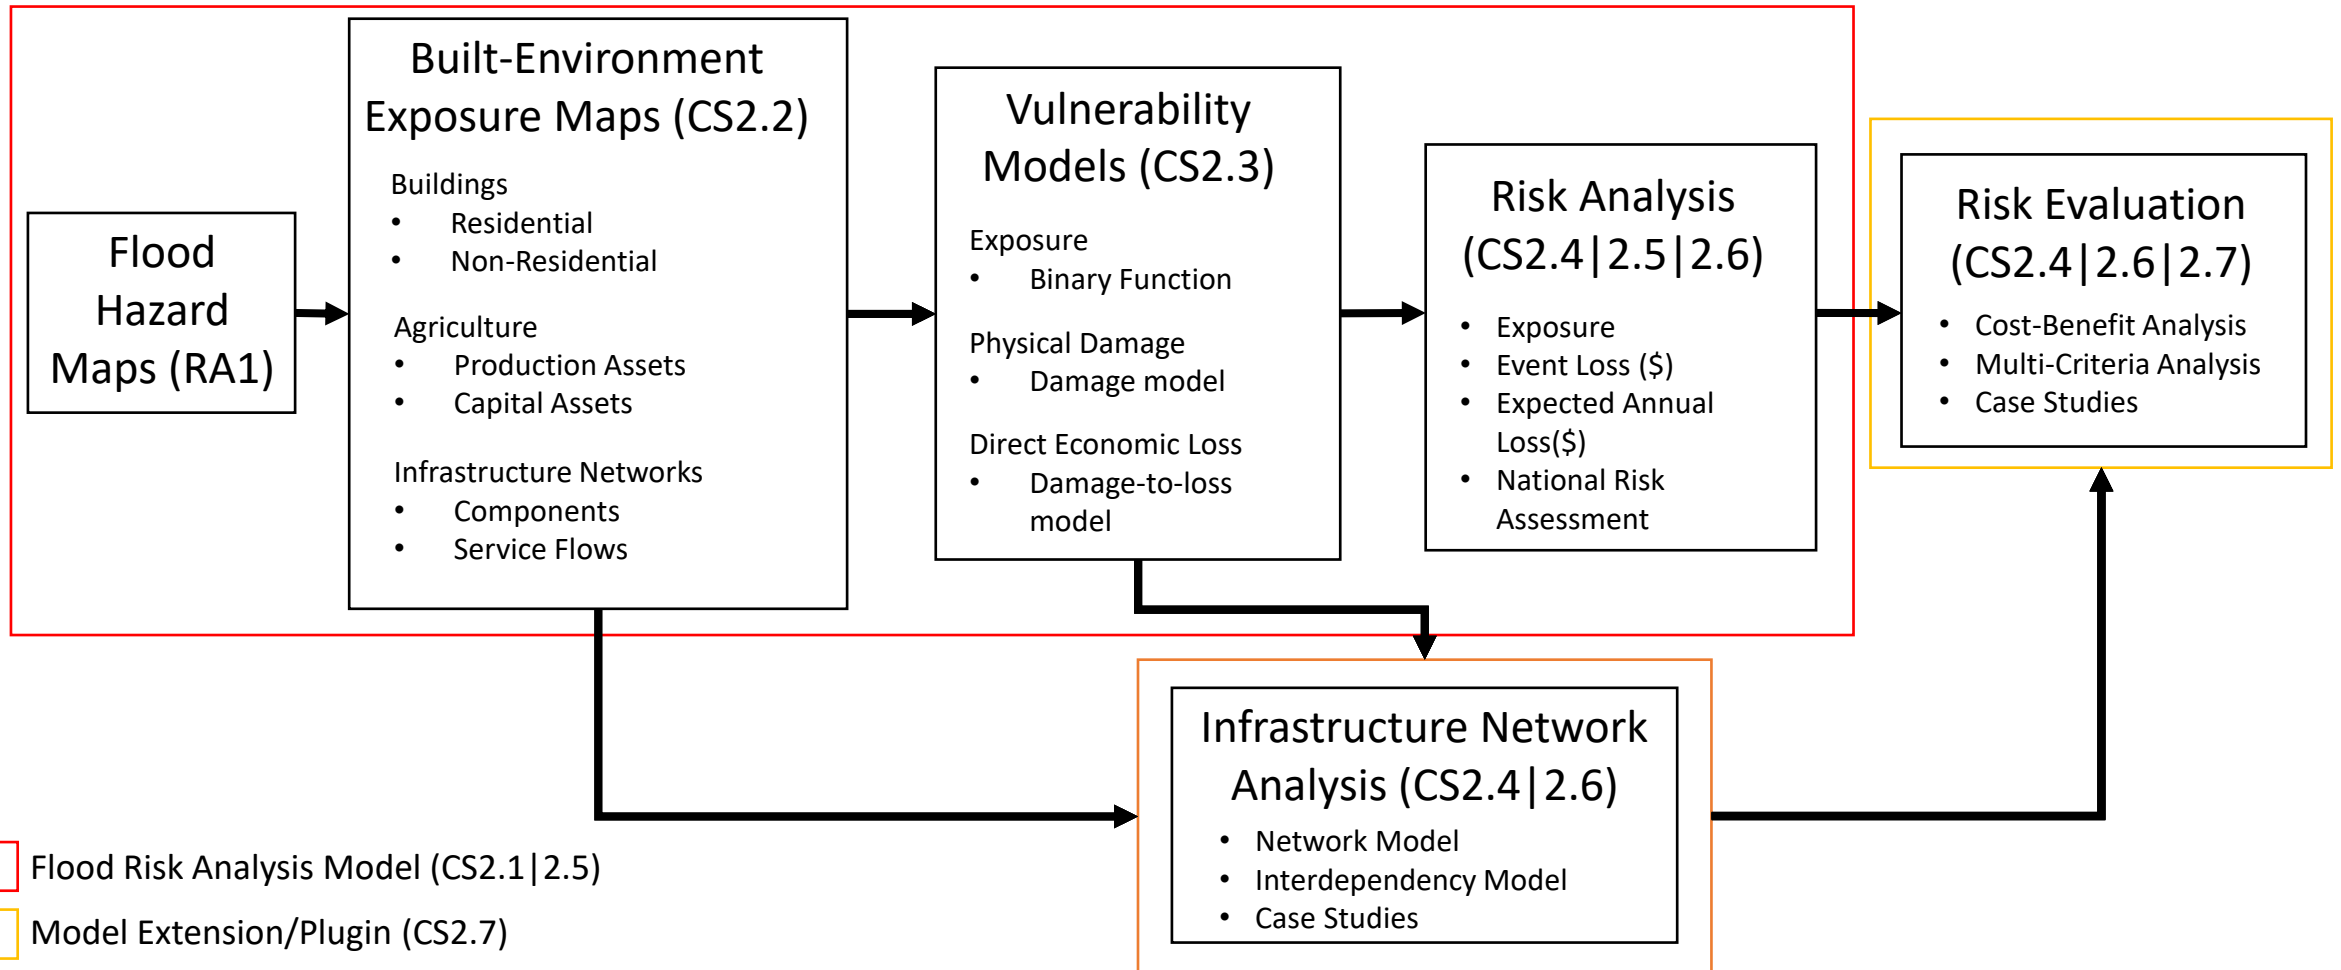 Flood
Hazard
Maps (RA1)
Built-Environment
Exposure Maps (CS2.2)
Buildings
• Residential
• Non-Residential
Agriculture
• Production Assets
• Capital Assets
Infrastructure Networks
• Components
• Service Flows
Vulnerability
Models (CS2.3)
Exposure
• Binary Function
Physical Damage
• Damage model
Direct Economic Loss
• Damage-to-loss
model
Risk Analysis
(CS2.4|2.5|2.6)
• Exposure
• Event Loss ($)
• Expected Annual
Loss($)
• National Risk
Assessment
Risk Evaluation
(CS2.4|2.6|2.7)
• Cost-Benefit Analysis
• Multi-Criteria Analysis
• Case Studies
Infrastructure Network
Analysis (CS2.4|2.6)
• Network Model
• Interdependency Model
• Case Studies
Flood Risk Analysis Model (CS2.1|2.5)
Model Extension/Plugin (CS2.7)